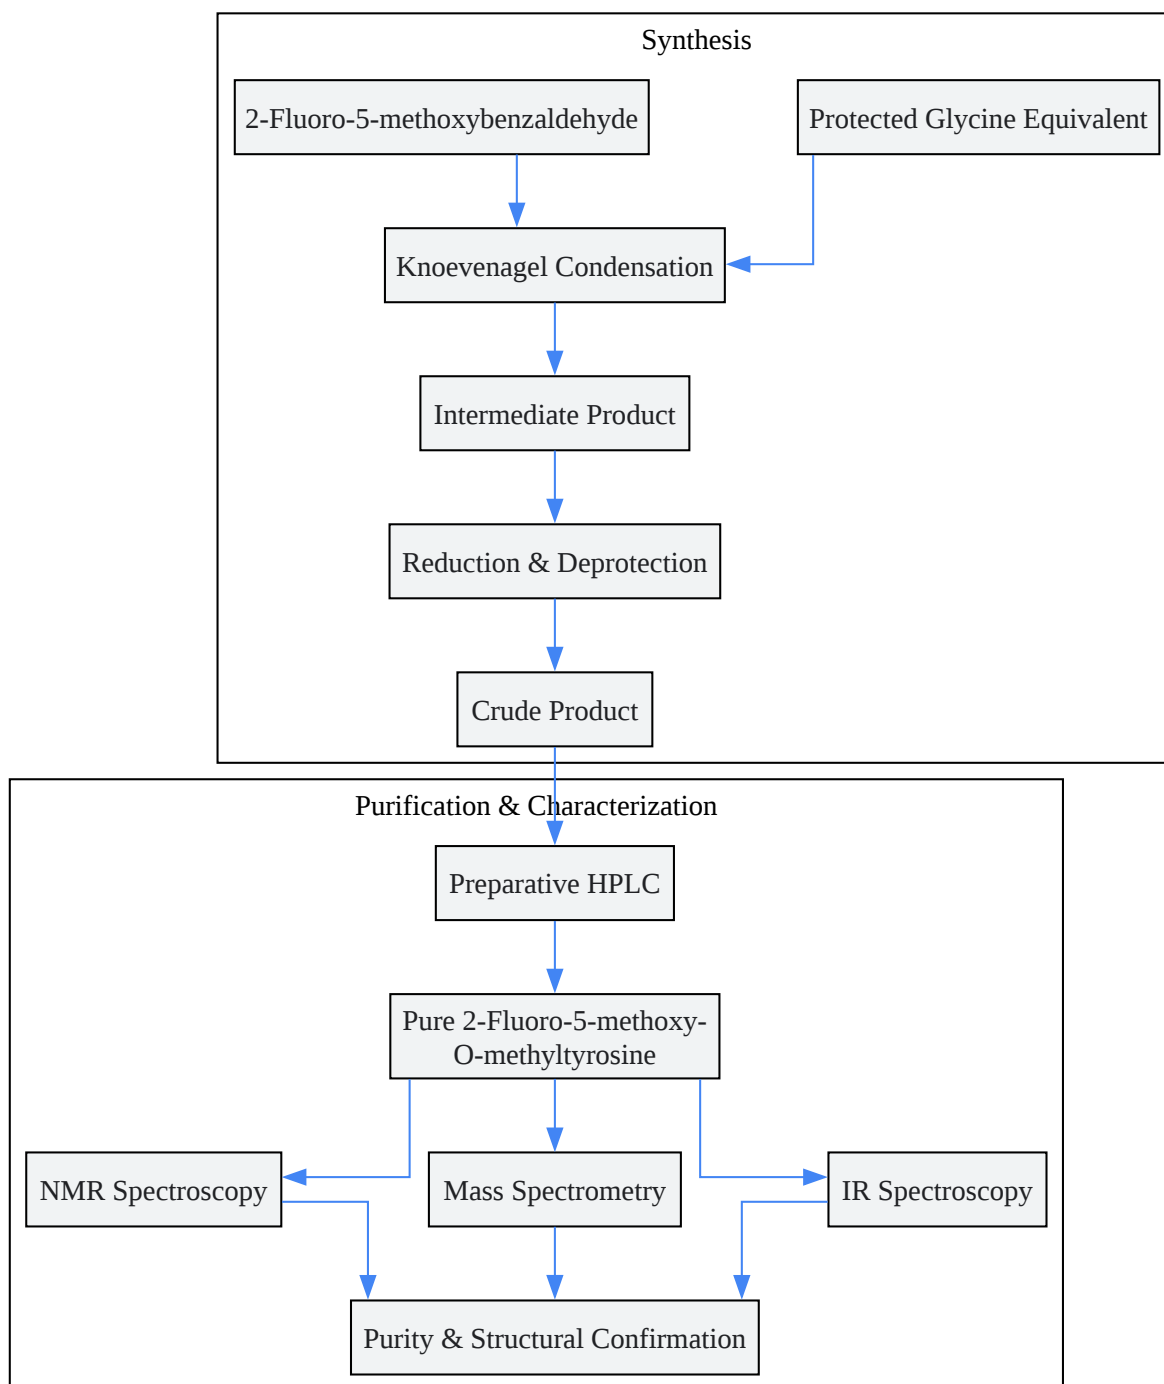 Synthesis
2-Fluoro-5-methoxybenzaldehyde
Protected Glycine Equivalent
Knoevenagel Condensation
Intermediate Product
Reduction & Deprotection
Crude Product
Purification & Characterization
Preparative HPLC
Pure 2-Fluoro-5-methoxy-
O-methyltyrosine
NMR Spectroscopy
Mass Spectrometry
IR Spectroscopy
Purity & Structural Confirmation